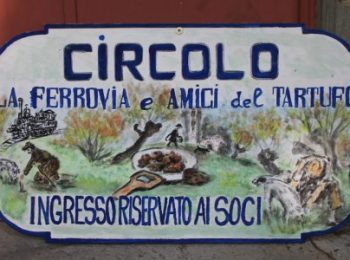 CIRCOLO
LA FERROVIA e AMICI del TARTUFO
INGRESSO RISERVATO AI SOCI